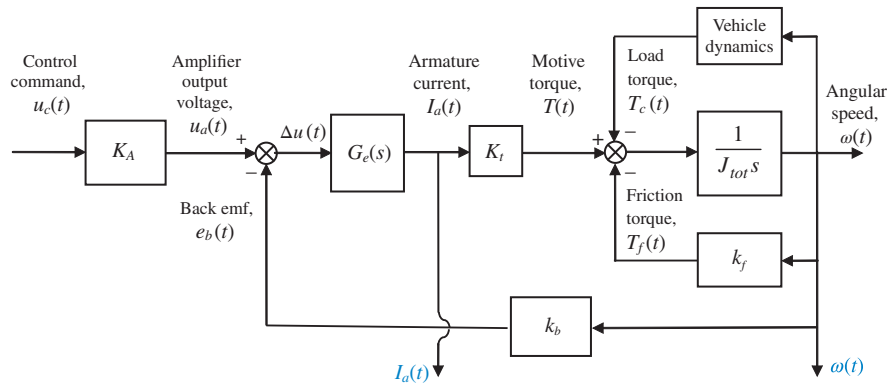 Vehicle
dynamics
Control
command,
u_c(t)
Amplifier
output
voltage,
u_a(t)
Armature
current,
I_a(t)
Motive
torque,
T(t)
Load
torque,
T_c(t)
Angular
speed,
ω(t)
K_A
+
−
Δu(t)
G_e(s)
K_t
+
−
−
1
J_tot s
Back emf,
e_b(t)
Friction
torque,
T_f(t)
k_f
k_b
I_a(t)
ω(t)